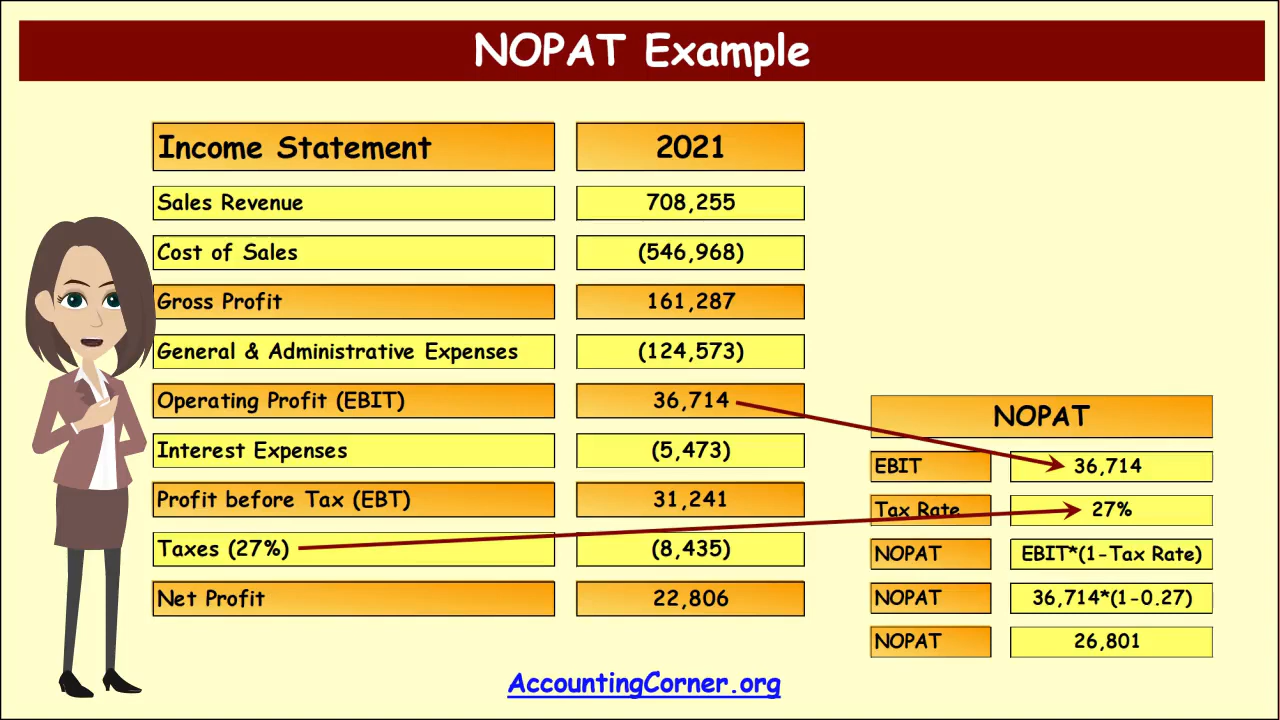 NOPAT Example
Income Statement 2021
Sales Revenue 708,255
Cost of Sales (546,968)
Gross Profit 161,287
General & Administrative Expenses (124,573)
Operating Profit (EBIT) 36,714
Interest Expenses (5,473)
Profit before Tax (EBT) 31,241
Taxes (27%) (8,435)
Net Profit 22,806
NOPAT
EBIT 36,714
Tax Rate 27%
NOPAT EBIT*(1-Tax Rate)
NOPAT 36,714*(1-0.27)
NOPAT 26,801
AccountingCorner.org